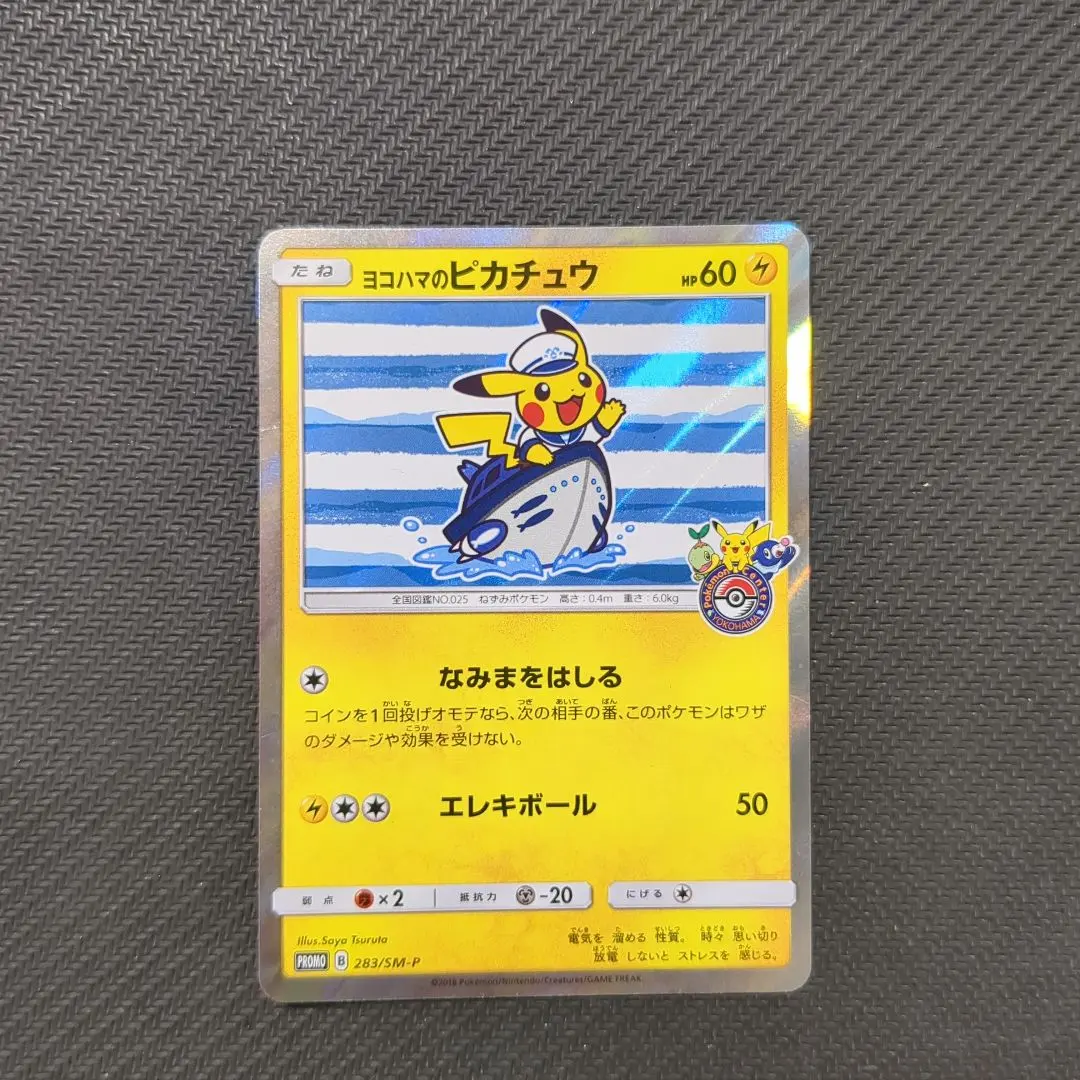 たね ヨコハマのピカチュウ HP60
全国図鑑NO.025 ねずみポケモン 高さ:0.4m 重さ:6.0kg
Pokémon Center
YOKOHAMA
なみまをはしる
コインを1回投げオモテなら、次の相手の番、このポケモンはワザ
のダメージや効果を受けない。
エレキボール 50
弱点 ×2 抵抗力 -20 にげる
Illus.Saya Tsuruta
電気を 溜める 性質。 時々 思い切り
放電 しないと ストレスを 感じる。
PROMO B 283/SM-P
©2018 Pokémon/Nintendo/Creatures/GAME FREAK